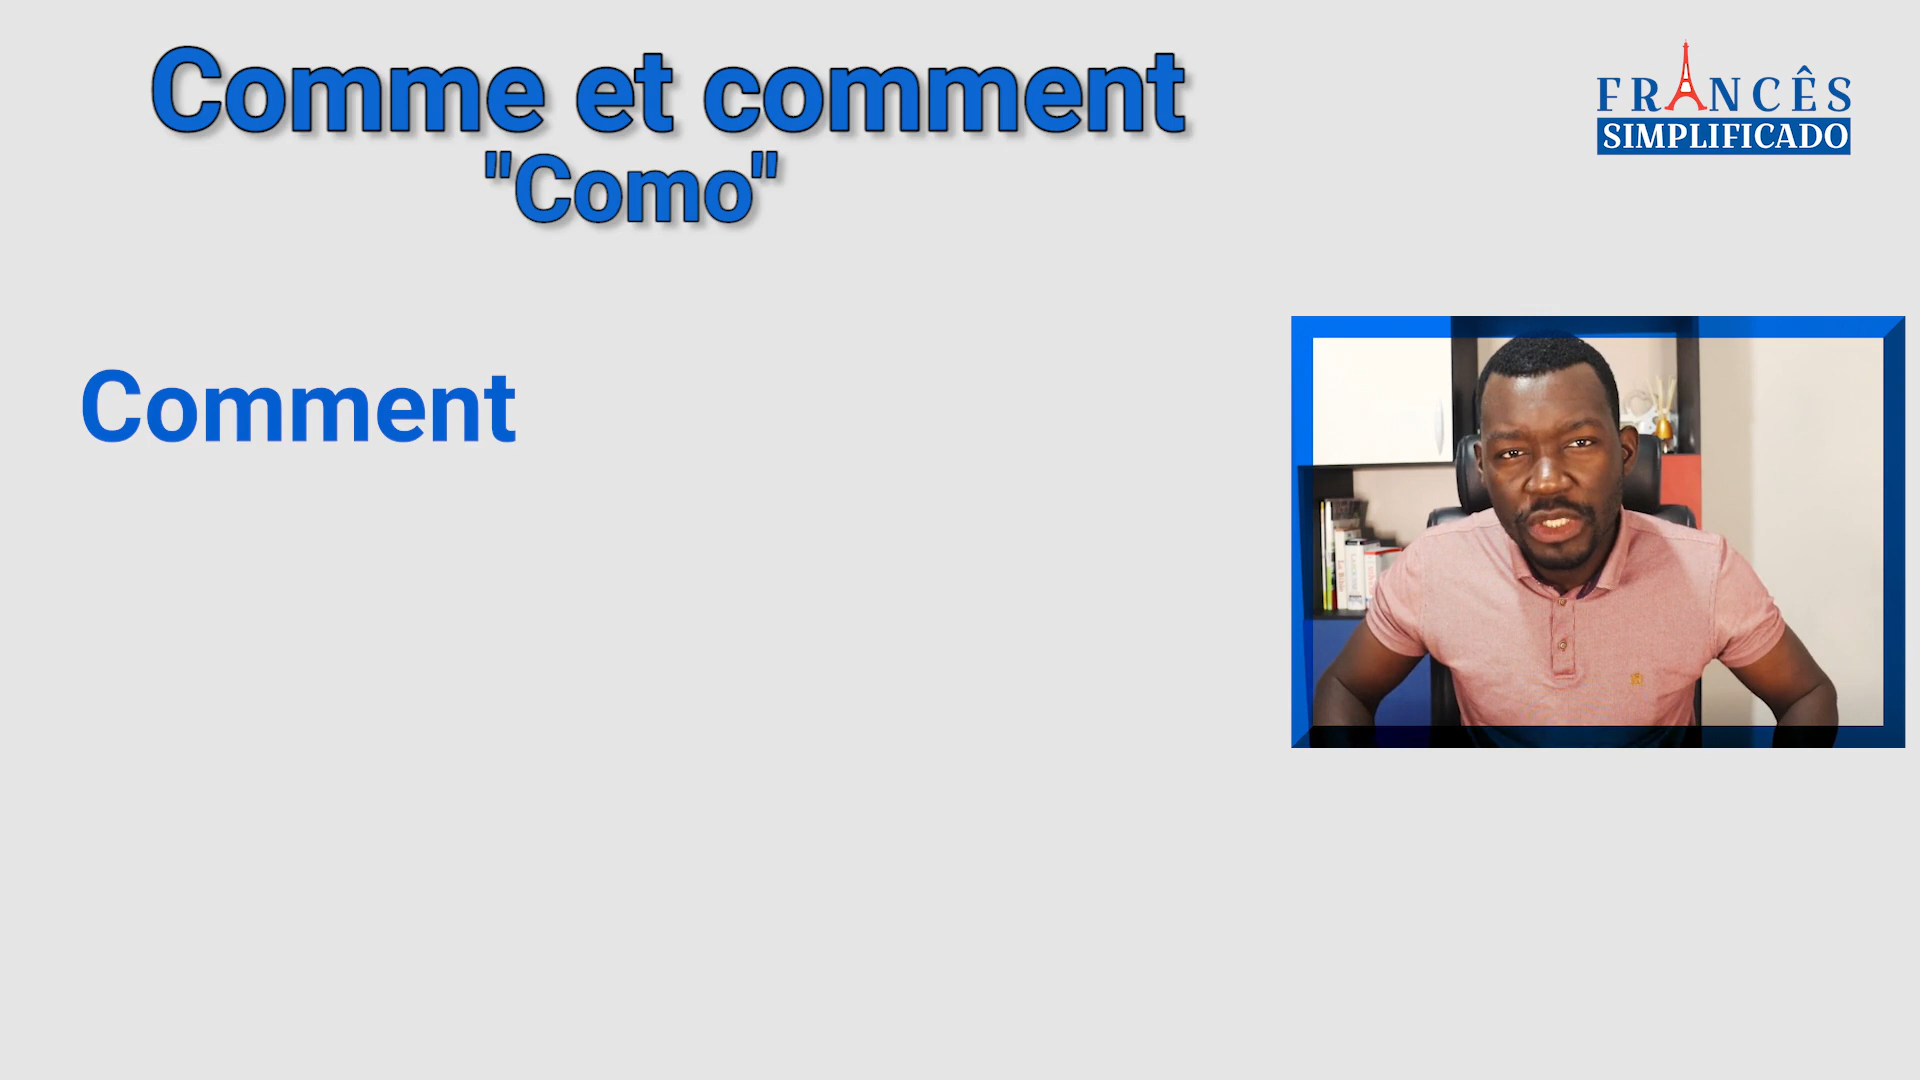 Comme et comment
"Como"
FRANCÊS
SIMPLIFICADO
Comment